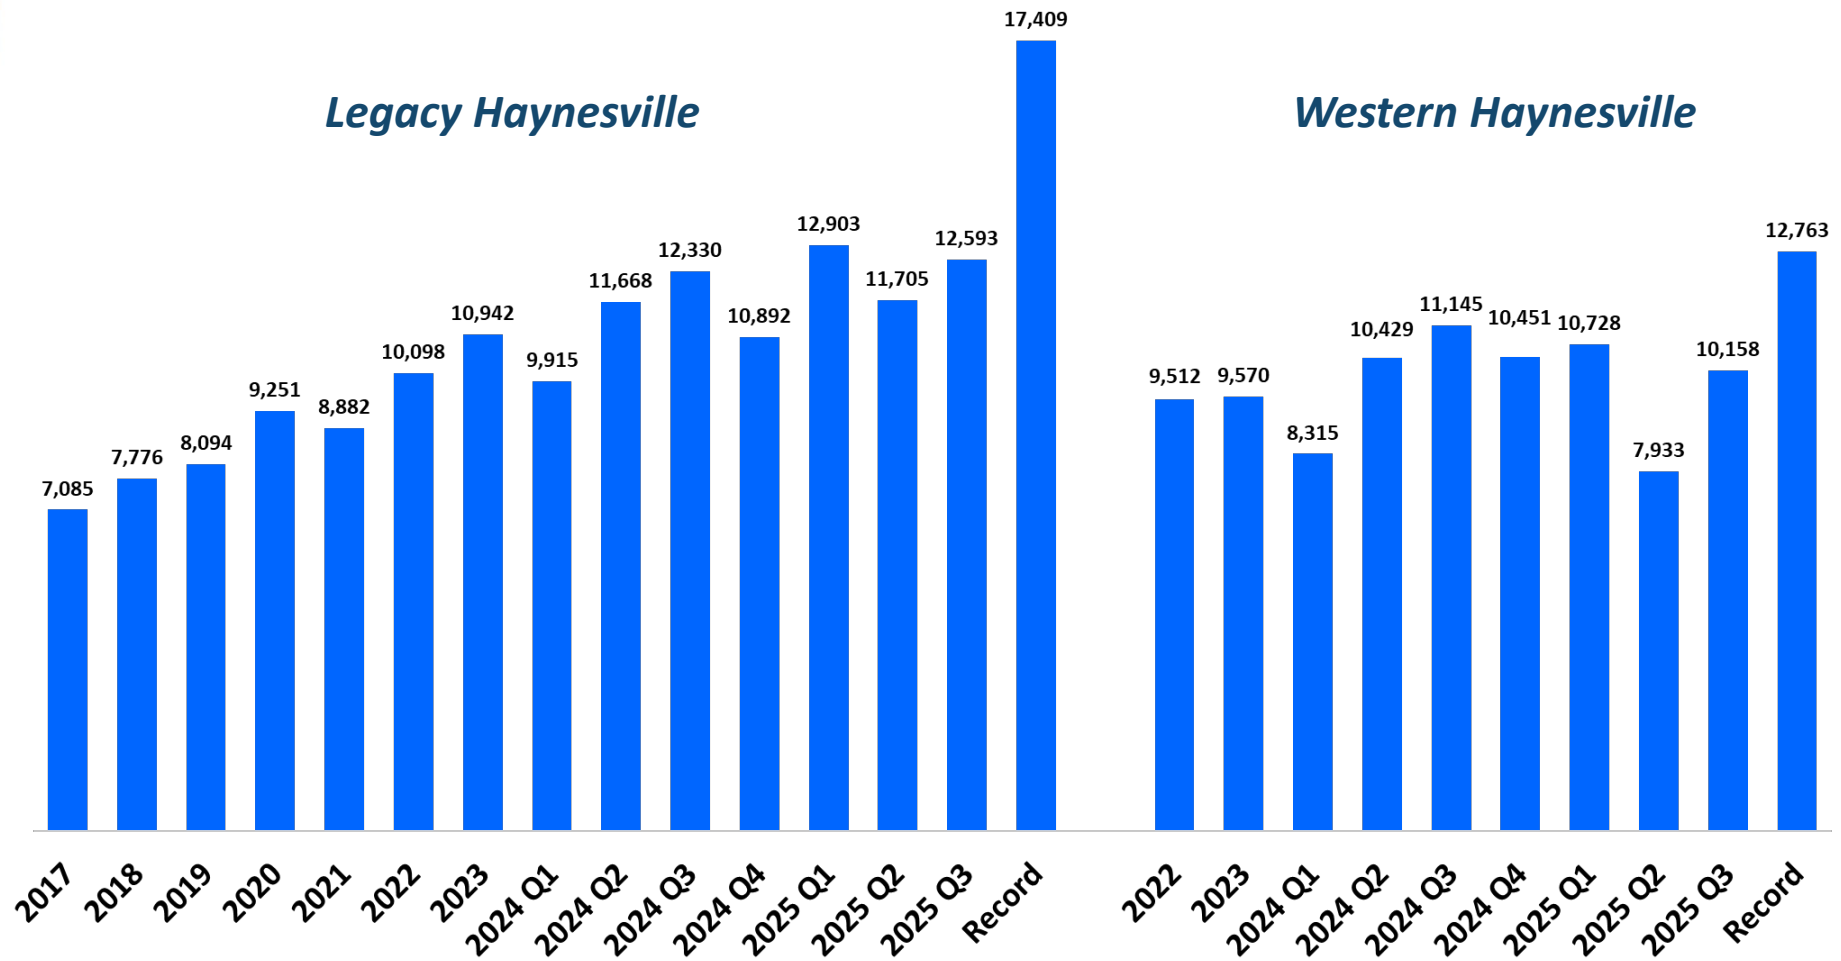 Legacy Haynesville
7,085
7,776
8,094
9,251
8,882
10,098
10,942
9,915
11,668
12,330
10,892
12,903
11,705
12,593
17,409
2017
2018
2019
2020
2021
2022
2023
2024 Q1
2024 Q2
2024 Q3
2024 Q4
2025 Q1
2025 Q2
2025 Q3
Record
Western Haynesville
9,512
9,570
8,315
10,429
11,145
10,451
10,728
7,933
10,158
12,763
2022
2023
2024 Q1
2024 Q2
2024 Q3
2024 Q4
2025 Q1
2025 Q2
2025 Q3
Record